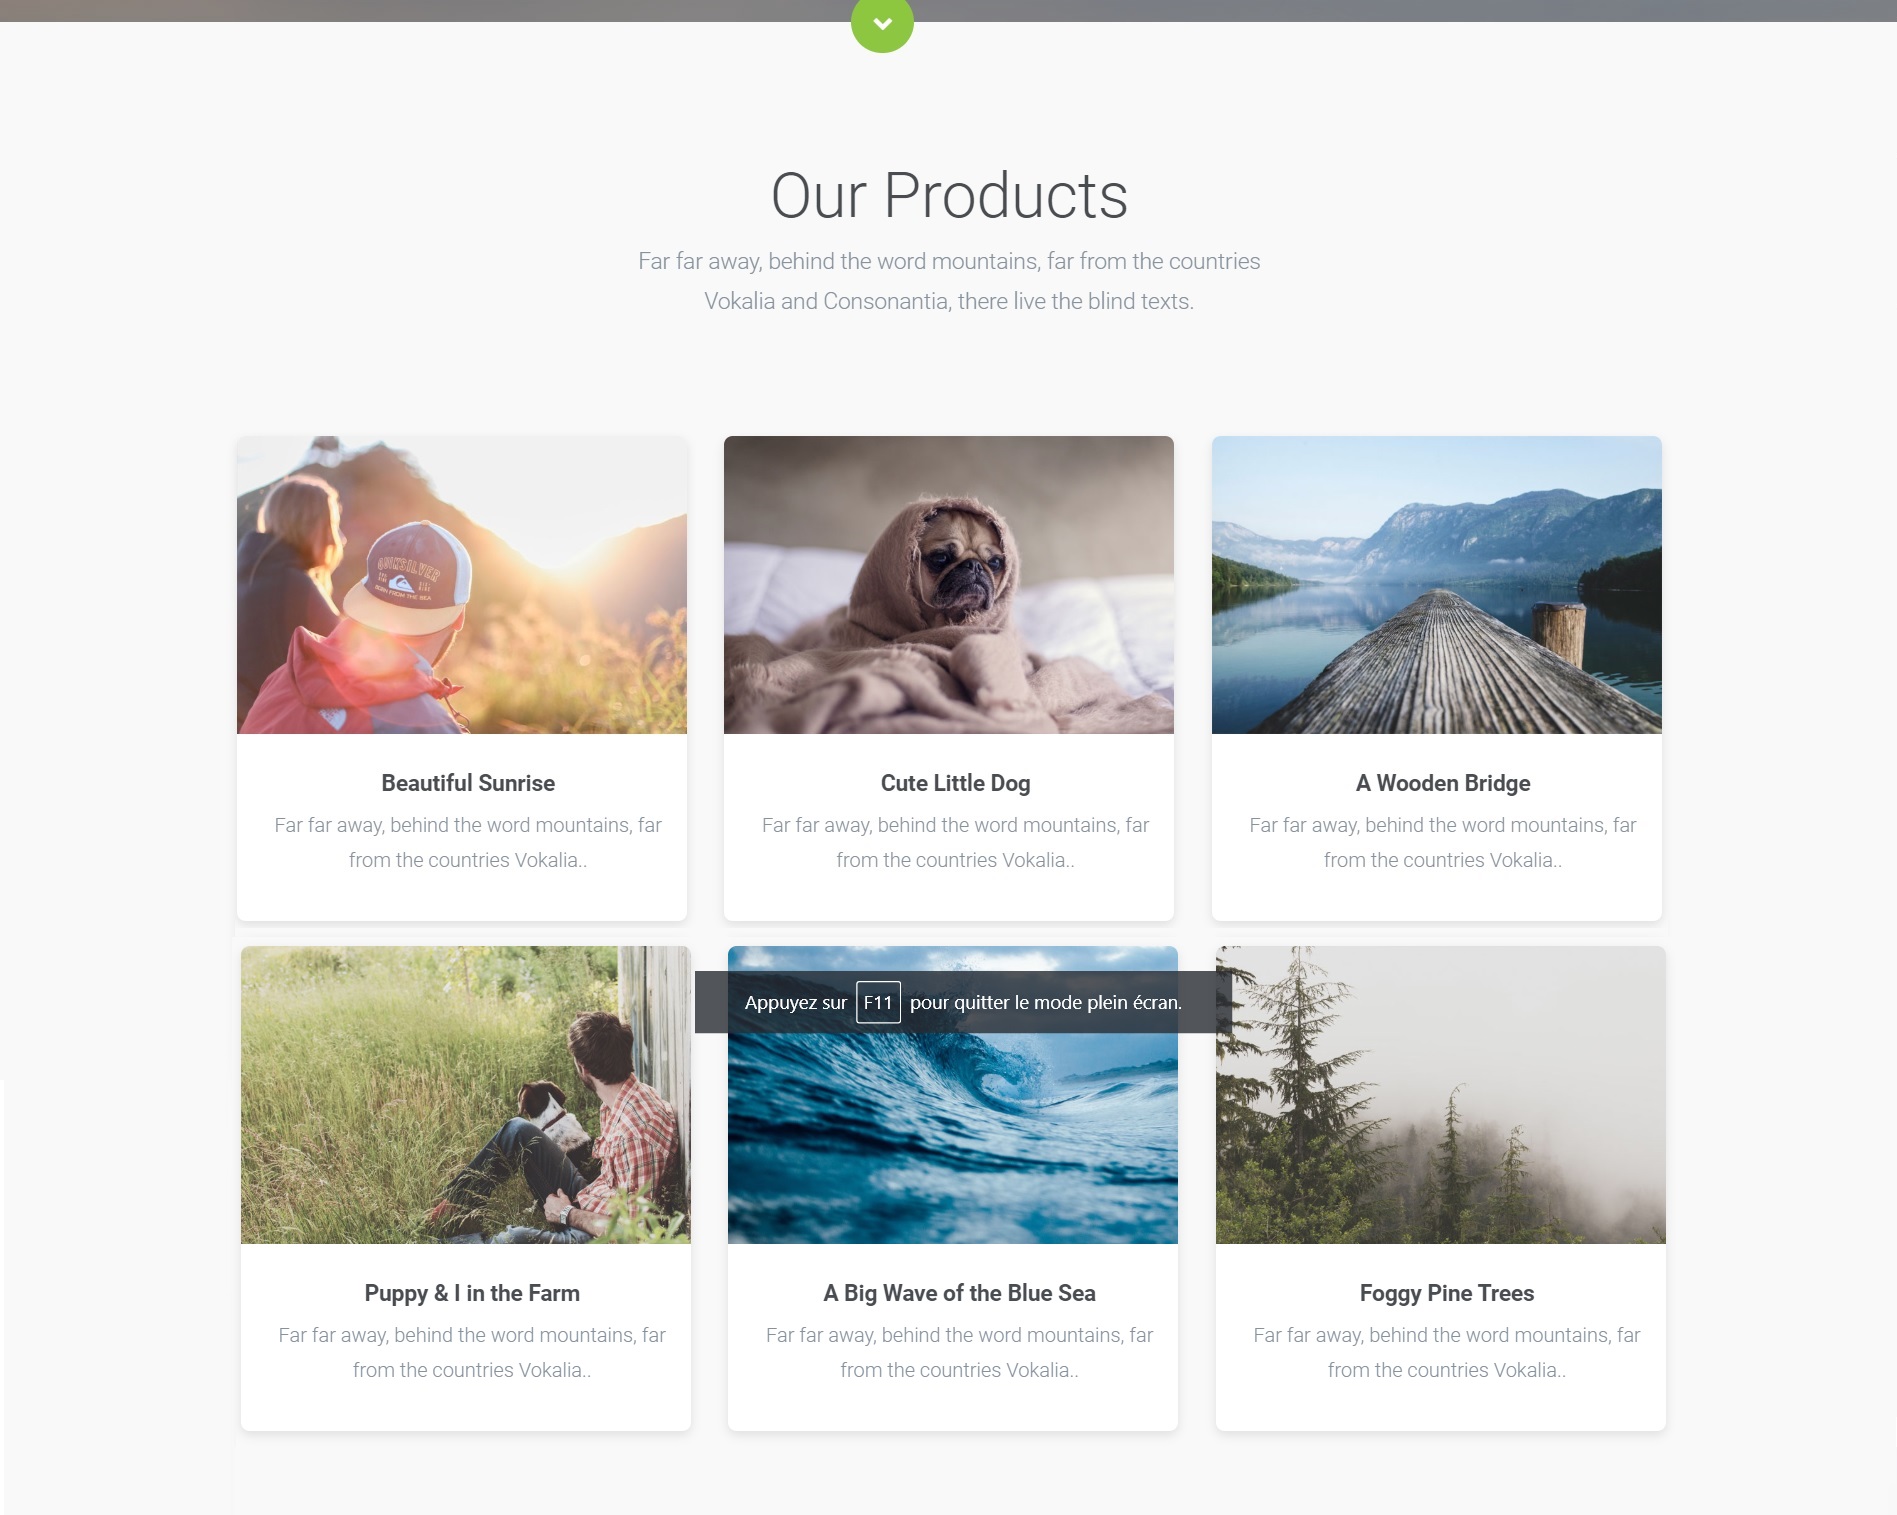 Our Products
Far far away, behind the word mountains, far from the countries
Vokalia and Consonantia, there live the blind texts.
QUIKSILVER
BORN FROM THE SEA
Beautiful Sunrise
Far far away, behind the word mountains, far
from the countries Vokalia..
Cute Little Dog
Far far away, behind the word mountains, far
from the countries Vokalia..
A Wooden Bridge
Far far away, behind the word mountains, far
from the countries Vokalia..
Appuyez sur F11 pour quitter le mode plein écran.
Puppy & I in the Farm
Far far away, behind the word mountains, far
from the countries Vokalia..
A Big Wave of the Blue Sea
Far far away, behind the word mountains, far
from the countries Vokalia..
Foggy Pine Trees
Far far away, behind the word mountains, far
from the countries Vokalia..